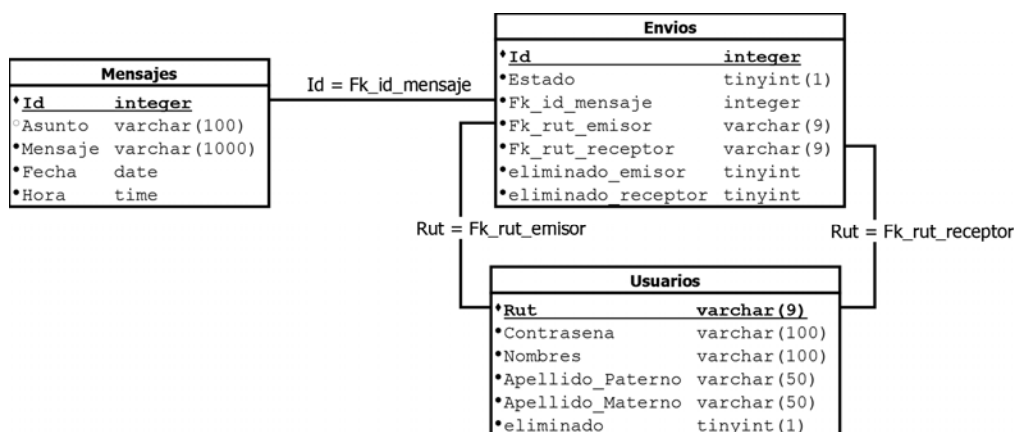 Mensajes
Id integer
Asunto varchar(100)
Mensaje varchar(1000)
Fecha date
Hora time
Id = Fk_id_mensaje
Envios
Id integer
Estado tinyint(1)
Fk_id_mensaje integer
Fk_rut_emisor varchar(9)
Fk_rut_receptor varchar(9)
eliminado_emisor tinyint
eliminado_receptor tinyint
Rut = Fk_rut_emisor
Rut = Fk_rut_receptor
Usuarios
Rut varchar(9)
Contrasena varchar(100)
Nombres varchar(100)
Apellido_Paterno varchar(50)
Apellido_Materno varchar(50)
eliminado tinyint(1)